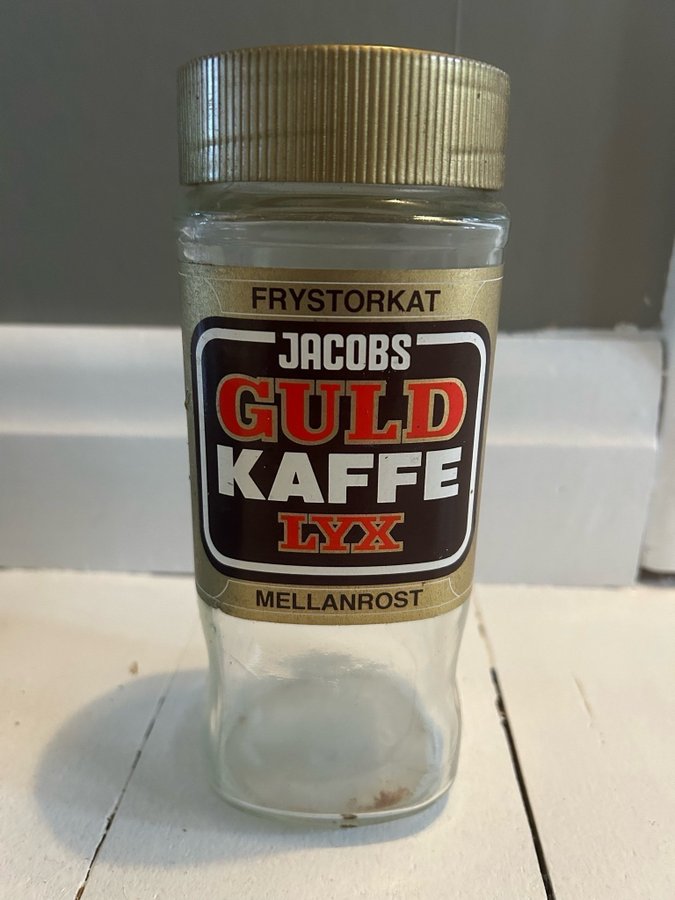 FRYSTORKAT
JACOBS
GULD
KAFFE
LYX
MELLANROST